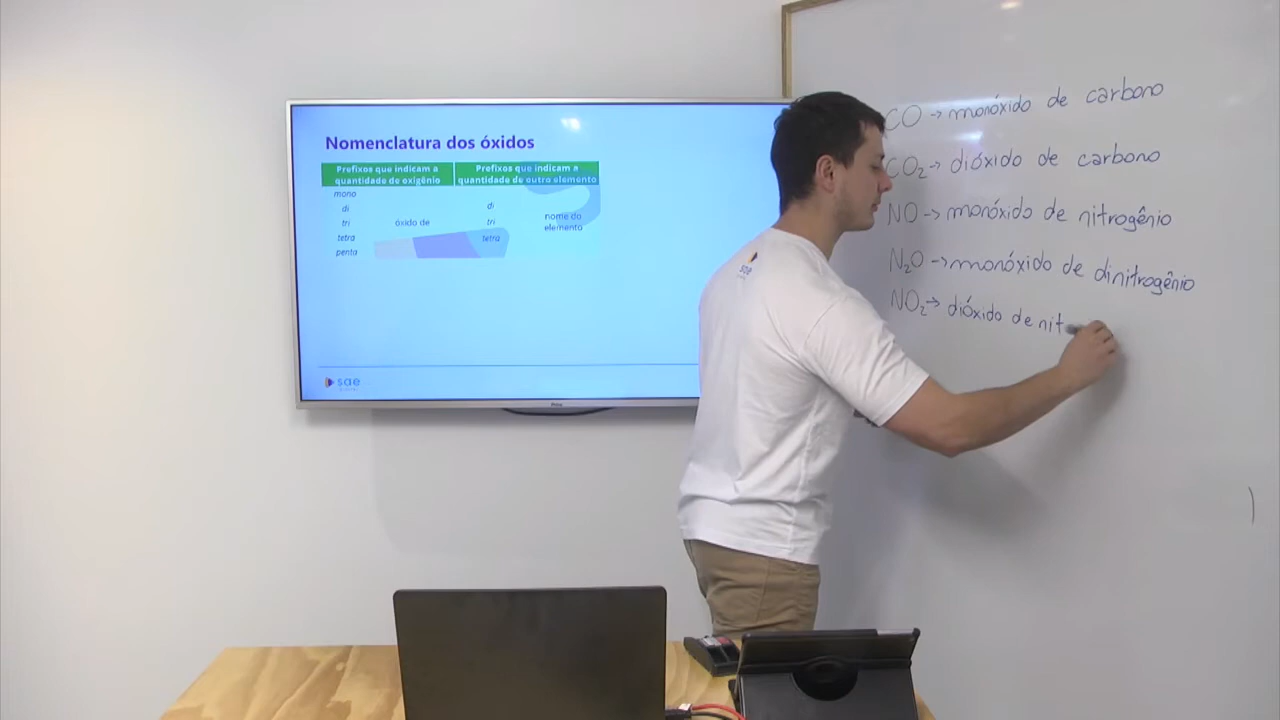 Nomenclatura dos óxidos
Prefixos que indicam a quantidade de oxigênio
Prefixos que indicam a quantidade de outro elemento
mono
di
tri
tetra
penta
óxido de
di
tri
tetra
nome do
elemento
sae
sae
CO → monóxido de carbono
CO₂ → dióxido de carbono
NO → monóxido de nitrogênio
N₂O → monóxido de dinitrogênio
NO₂ → dióxido de nit